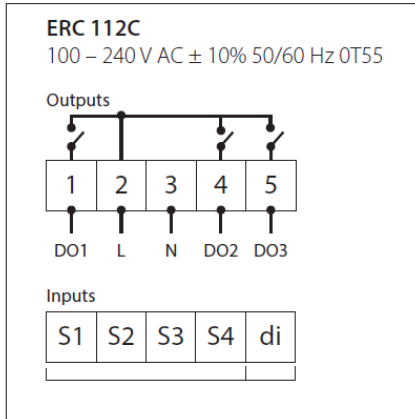 ERC 112C
100 – 240 V AC ± 10% 50/60 Hz 0T55
Outputs
1 2 3 4 5
DO1 L N DO2 DO3
Inputs
S1 S2 S3 S4 di